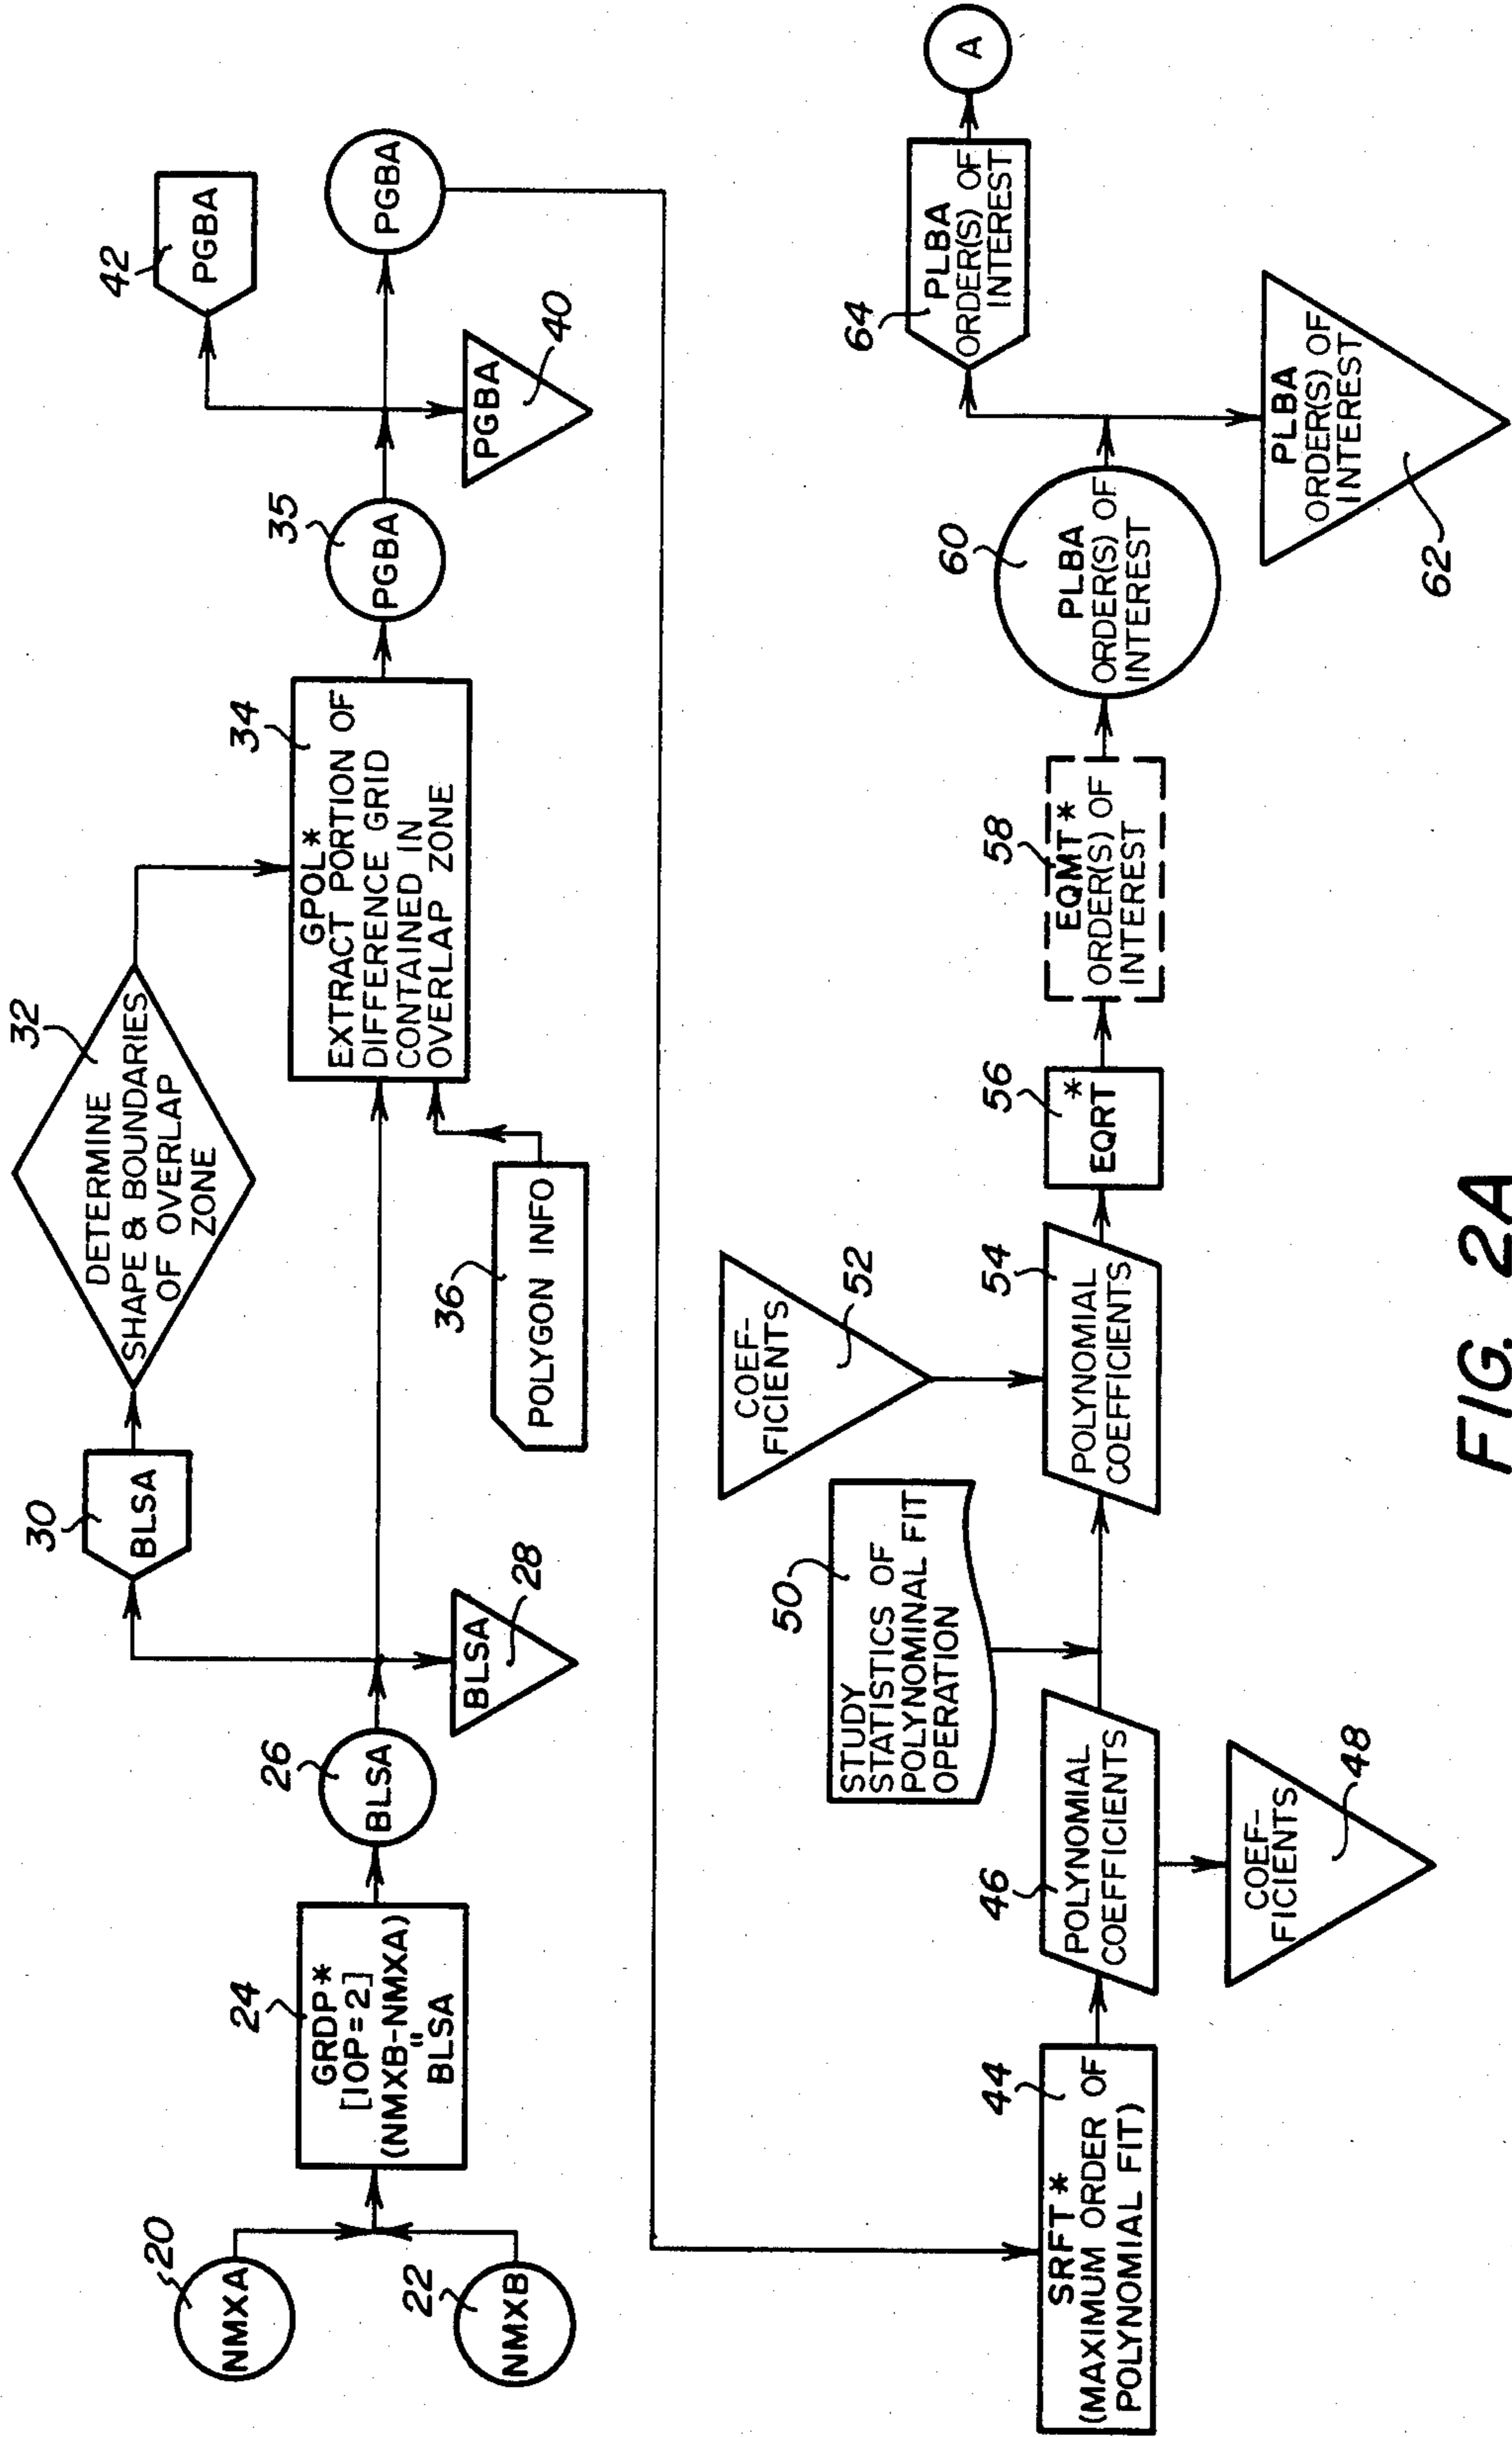 20
NMXA
22
NMXB
24
GRDP*
[IOP=2]
(NMXB-NMXA)
"
BLSA
26
BLSA
28
BLSA
30
BLSA
32
DETERMINE
SHAPE & BOUNDARIES
OF OVERLAP
ZONE
34
GPOL*
EXTRACT PORTION OF
DIFFERENCE GRID
CONTAINED IN
OVERLAP ZONE
36
POLYGON INFO
35
PGBA
42
PGBA
40
PGBA
PGBA
44
SRFT*
(MAXIMUM ORDER OF
POLYNOMIAL FIT)
46
POLYNOMIAL
COEFFICIENTS
48
COEF-
FICIENTS
50
STUDY
STATISTICS OF
POLYNOMINAL FIT
OPERATION
52
COEF-
FICIENTS
54
POLYNOMIAL
COEFFICIENTS
56
*
EQRT
58
EQMT*
ORDER(S) OF
INTEREST
60
PLBA
ORDER(S) OF
INTEREST
62
PLBA
ORDER(S) OF
INTEREST
64
PLBA
ORDER(S) OF
INTEREST
A
FIG. 2A